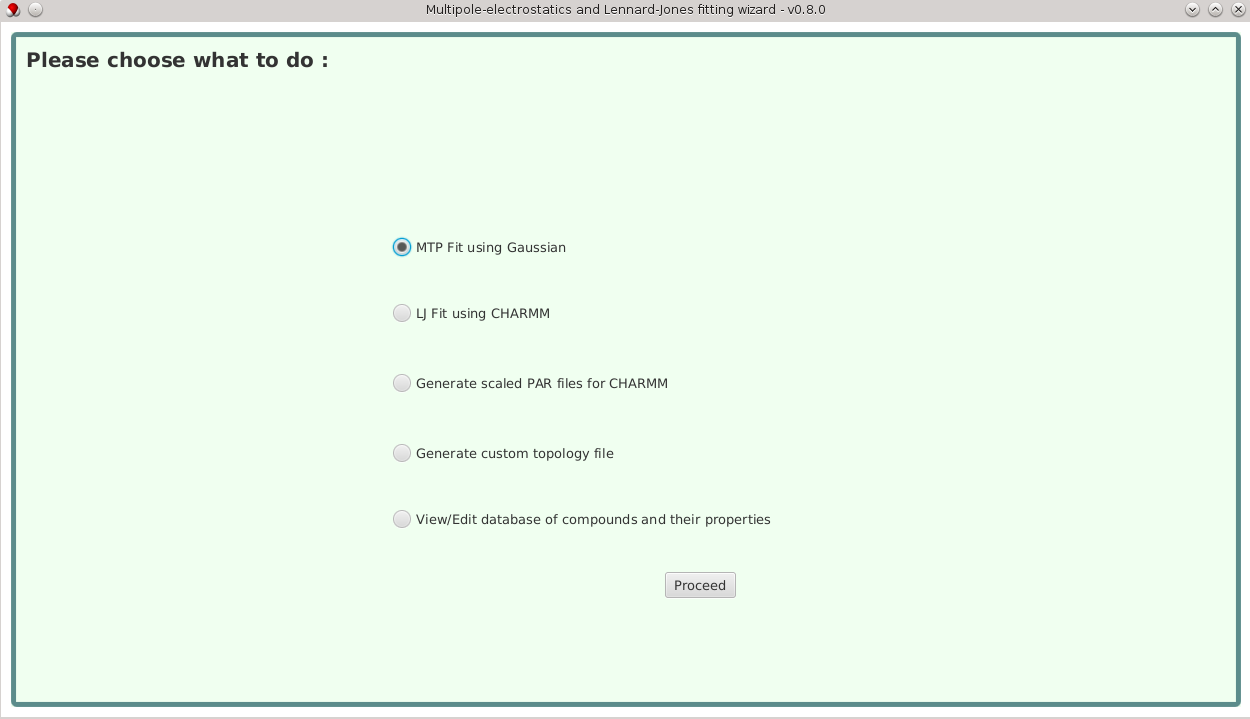 Multipole-electrostatics and Lennard-Jones fitting wizard - v0.8.0
Please choose what to do :
MTP Fit using Gaussian
LJ Fit using CHARMM
Generate scaled PAR files for CHARMM
Generate custom topology file
View/Edit database of compounds and their properties
Proceed